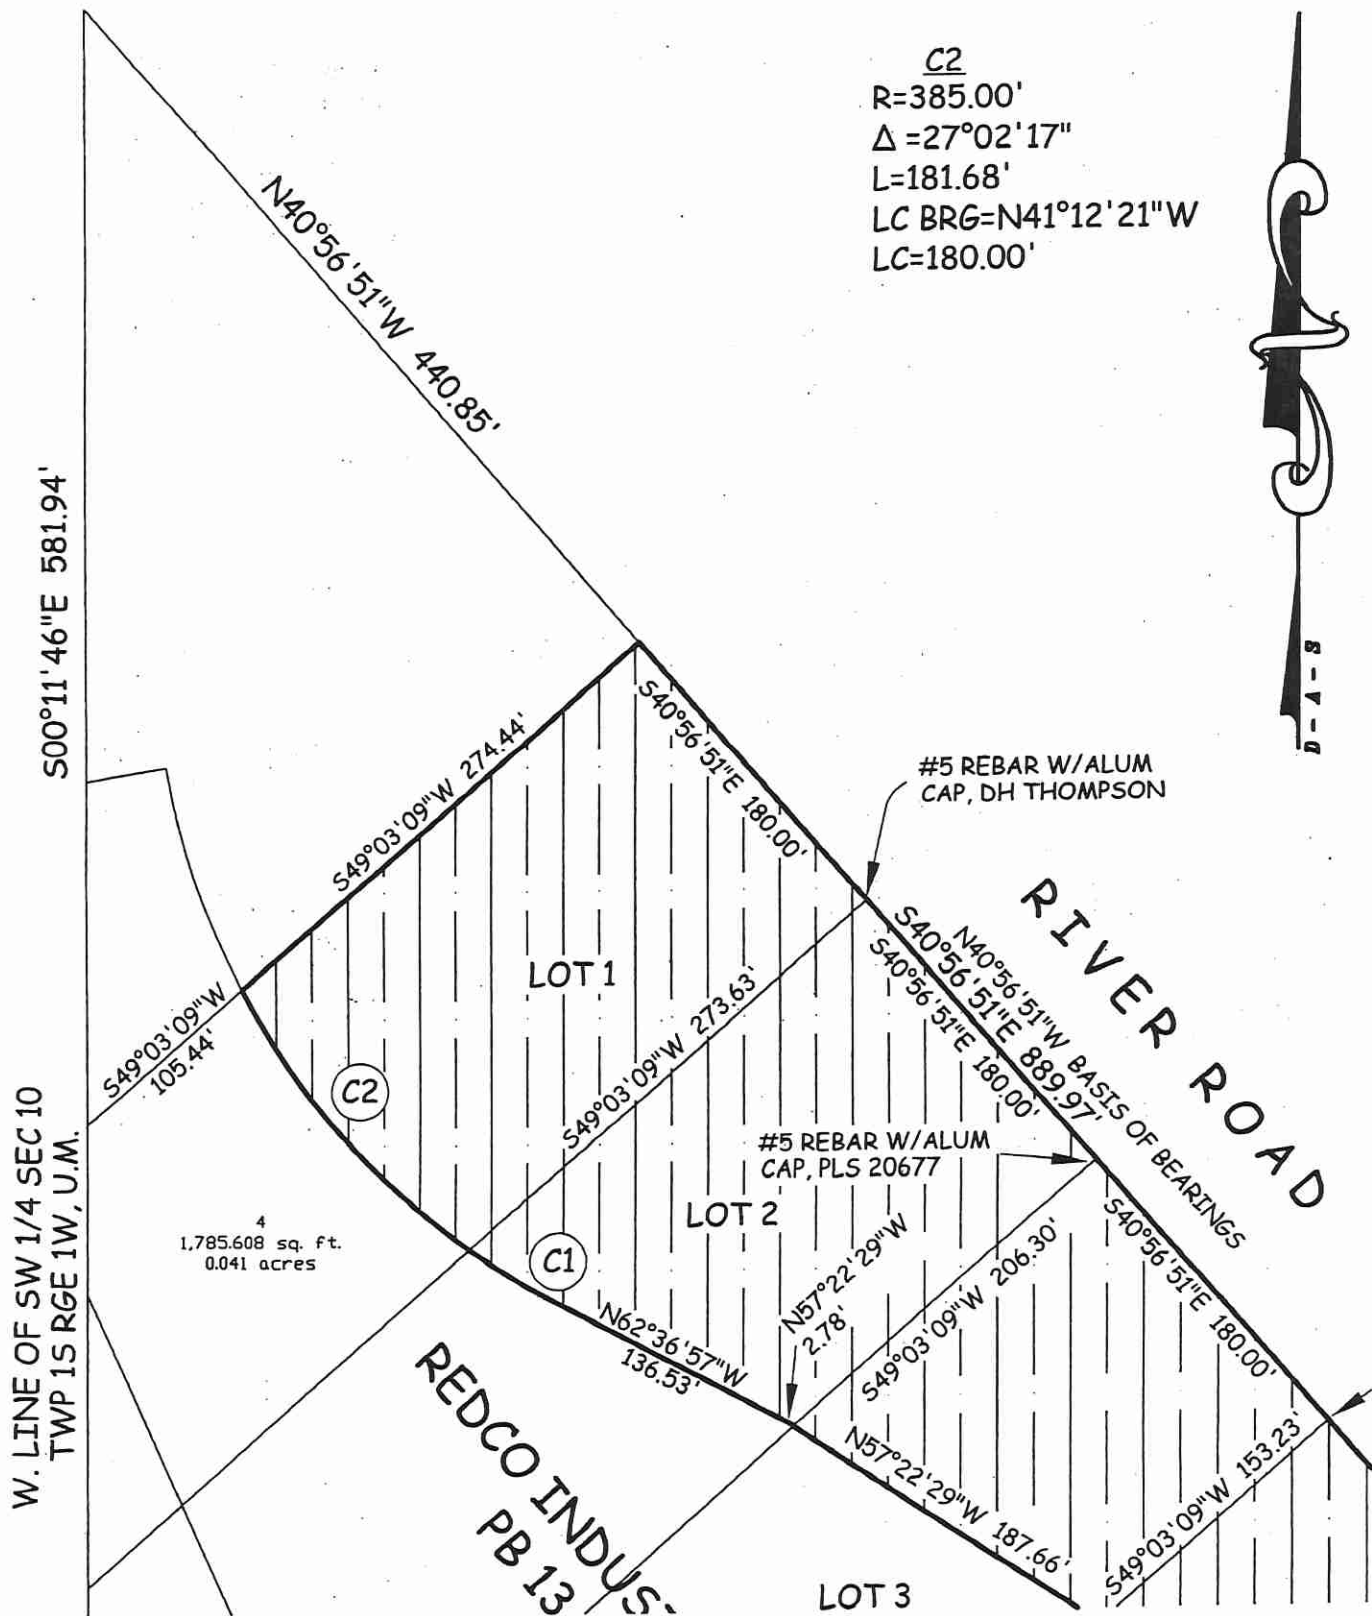 C2
R=385.00'
Δ=27°02'17"
L=181.68'
LC BRG=N41°12'21"W
LC=180.00'
N40°56'51"W 440.85'
S00°11'46"E 581.94'
D-A-S
S49°03'09"W 274.44'
S40°56'51"E 180.00'
#5 REBAR W/ALUM
CAP, DH THOMPSON
RIVER ROAD
LOT 1
S40°56'51"E 889.97'
N40°56'51"W BASIS OF BEARINGS
S40°56'51"E 180.00'
S49°03'09"W 273.63'
S49°03'09"W
105.44'
C2
#5 REBAR W/ALUM
CAP, PLS 20677
W. LINE OF SW 1/4 SEC 10
TWP 1S RGE 1W, U.M.
4
1,785.608 sq. ft.
0.041 acres
LOT 2
C1
N57°22'29"W
2.78'
S49°03'09"W 206.30'
S40°56'51"E 180.00'
N62°36'57"W
136.53'
REDCO INDUS
PB 13
N57°22'29"W 187.66'
S49°03'09"W 153.23'
LOT 3